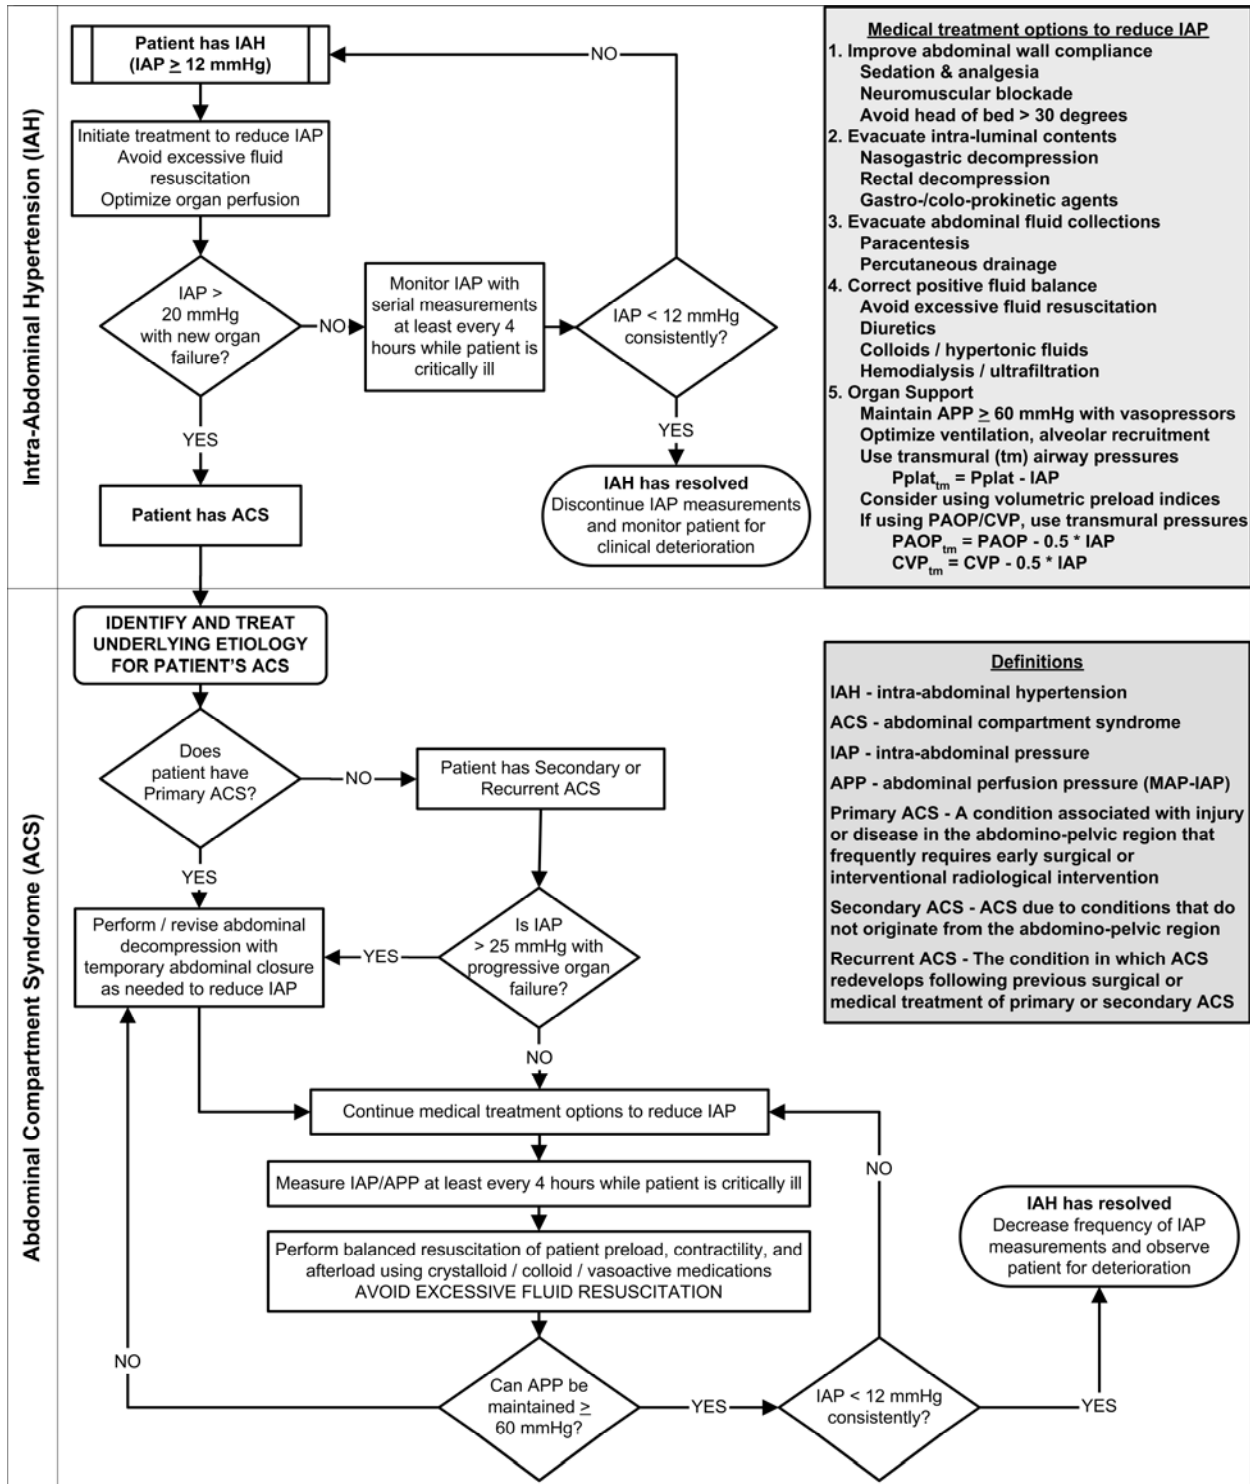 Intra-Abdominal Hypertension (IAH)
Patient has IAH
(IAP ≥ 12 mmHg)
NO
Initiate treatment to reduce IAP
Avoid excessive fluid
resuscitation
Optimize organ perfusion
IAP >
20 mmHg
with new organ
failure?
NO
Monitor IAP with
serial measurements
at least every 4
hours while patient is
critically ill
IAP < 12 mmHg
consistently?
YES
YES
Patient has ACS
IAH has resolved
Discontinue IAP measurements
and monitor patient for
clinical deterioration
Medical treatment options to reduce IAP
1. Improve abdominal wall compliance
Sedation & analgesia
Neuromuscular blockade
Avoid head of bed > 30 degrees
2. Evacuate intra-luminal contents
Nasogastric decompression
Rectal decompression
Gastro-/colo-prokinetic agents
3. Evacuate abdominal fluid collections
Paracentesis
Percutaneous drainage
4. Correct positive fluid balance
Avoid excessive fluid resuscitation
Diuretics
Colloids / hypertonic fluids
Hemodialysis / ultrafiltration
5. Organ Support
Maintain APP ≥ 60 mmHg with vasopressors
Optimize ventilation, alveolar recruitment
Use transmural (tm) airway pressures
Pplat tm = Pplat - IAP
Consider using volumetric preload indices
If using PAOP/CVP, use transmural pressures
PAOP tm = PAOP - 0.5 * IAP
CVP tm = CVP - 0.5 * IAP
Abdominal Compartment Syndrome (ACS)
IDENTIFY AND TREAT
UNDERLYING ETIOLOGY
FOR PATIENT'S ACS
Does
patient have
Primary ACS?
NO
Patient has Secondary or
Recurrent ACS
YES
Perform / revise abdominal
decompression with
temporary abdominal closure
as needed to reduce IAP
YES
Is IAP
> 25 mmHg with
progressive organ
failure?
NO
Continue medical treatment options to reduce IAP
Measure IAP/APP at least every 4 hours while patient is critically ill
Perform balanced resuscitation of patient preload, contractility, and
afterload using crystalloid / colloid / vasoactive medications
AVOID EXCESSIVE FLUID RESUSCITATION
NO
Can APP be
maintained ≥
60 mmHg?
YES
IAP < 12 mmHg
consistently?
NO
YES
IAH has resolved
Decrease frequency of IAP
measurements and observe
patient for deterioration
Definitions
IAH - intra-abdominal hypertension
ACS - abdominal compartment syndrome
IAP - intra-abdominal pressure
APP - abdominal perfusion pressure (MAP-IAP)
Primary ACS - A condition associated with injury
or disease in the abdomino-pelvic region that
frequently requires early surgical or
interventional radiological intervention
Secondary ACS - ACS due to conditions that do
not originate from the abdomino-pelvic region
Recurrent ACS - The condition in which ACS
redevelops following previous surgical or
medical treatment of primary or secondary ACS